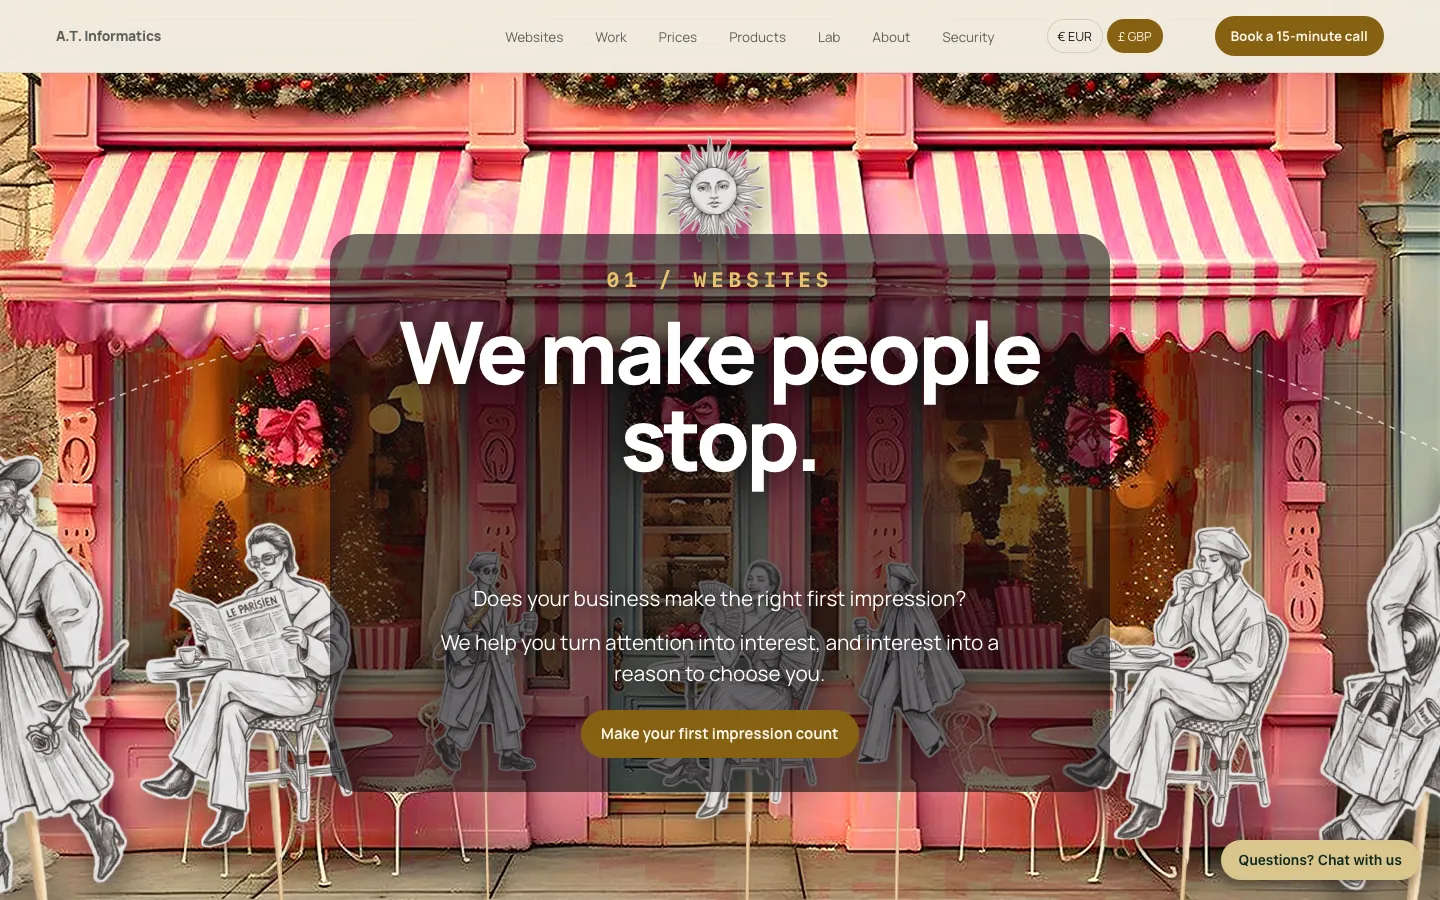 A.T. Informatics
Websites
Work
Prices
Products
Lab
About
Security
€ EUR
£ GBP
Book a 15-minute call
01 / WEBSITES
We make people
stop.
LE PARISIEN
Does your business make the right first impression?
We help you turn attention into interest, and interest into a
reason to choose you.
Make your first impression count
Questions? Chat with us